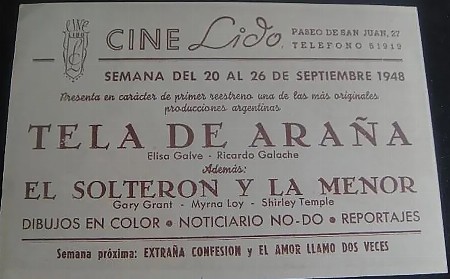 CINE LIDO
CINE Lido
PASEO DE SAN JUAN, 27
TELEFONO 51912
SEMANA DEL 20 AL 26 DE SEPTIEMBRE 1948
Presenta en carácter de primer reestreno una de las más originales
producciones argentinas
TELA DE ARAÑA
Elisa Galve - Ricardo Galache
Además:
EL SOLTERON Y LA MENOR
Gary Grant - Myrna Loy - Shirley Temple
DIBUJOS EN COLOR • NOTICIARIO NO-DO • REPORTAJES
Semana próxima: EXTRAÑA CONFESION y EL AMOR LLAMO DOS VECES